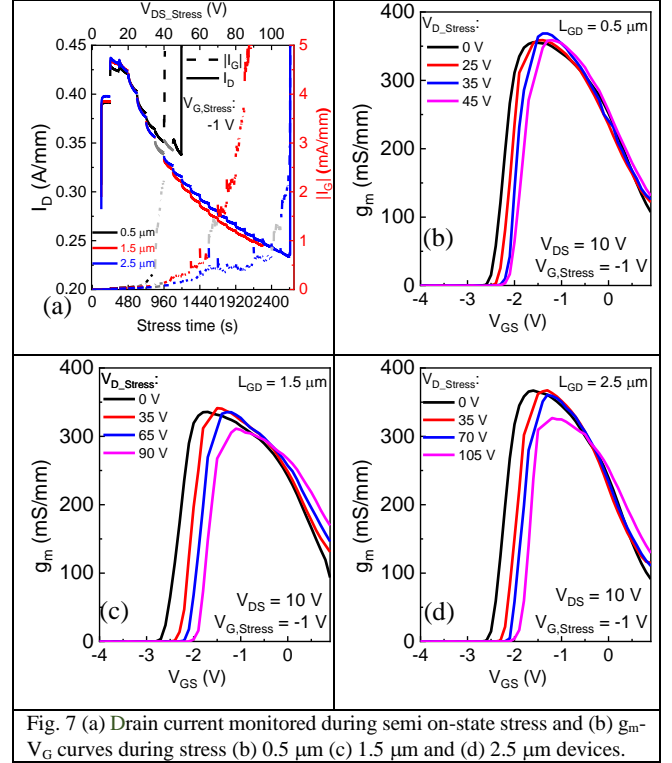 V_DS_Stress (V)
0 20 40 60 80 100
0.45
0.40
0.35
0.30
0.25
0.20
I_D (A/mm)
|I_G|
I_D
V_G,Stress:
-1 V
5
4
3
2
1
0
|I_G| (mA/mm)
0.5 μm
1.5 μm
2.5 μm
(a)
0 480 960 1440 1920 2400
Stress time (s)
V_D_Stress:
0 V
25 V
35 V
45 V
L_GD = 0.5 μm
400
300
200
100
0
g_m (mS/mm)
(b)
V_DS = 10 V
V_G,Stress = -1 V
-4 -3 -2 -1 0
V_GS (V)
V_D_Stress:
0 V
35 V
65 V
90 V
L_GD = 1.5 μm
400
300
200
100
0
g_m (mS/mm)
(c)
V_DS = 10 V
V_G,Stress = -1 V
-4 -3 -2 -1 0
V_GS (V)
V_D_Stress:
0 V
35 V
70 V
105 V
L_GD = 2.5 μm
400
300
200
100
0
g_m (mS/mm)
(d)
V_DS = 10 V
V_G,Stress = -1 V
-4 -3 -2 -1 0
V_GS (V)
Fig. 7 (a) Drain current monitored during semi on-state stress and (b) g_m-
V_G curves during stress (b) 0.5 μm (c) 1.5 μm and (d) 2.5 μm devices.